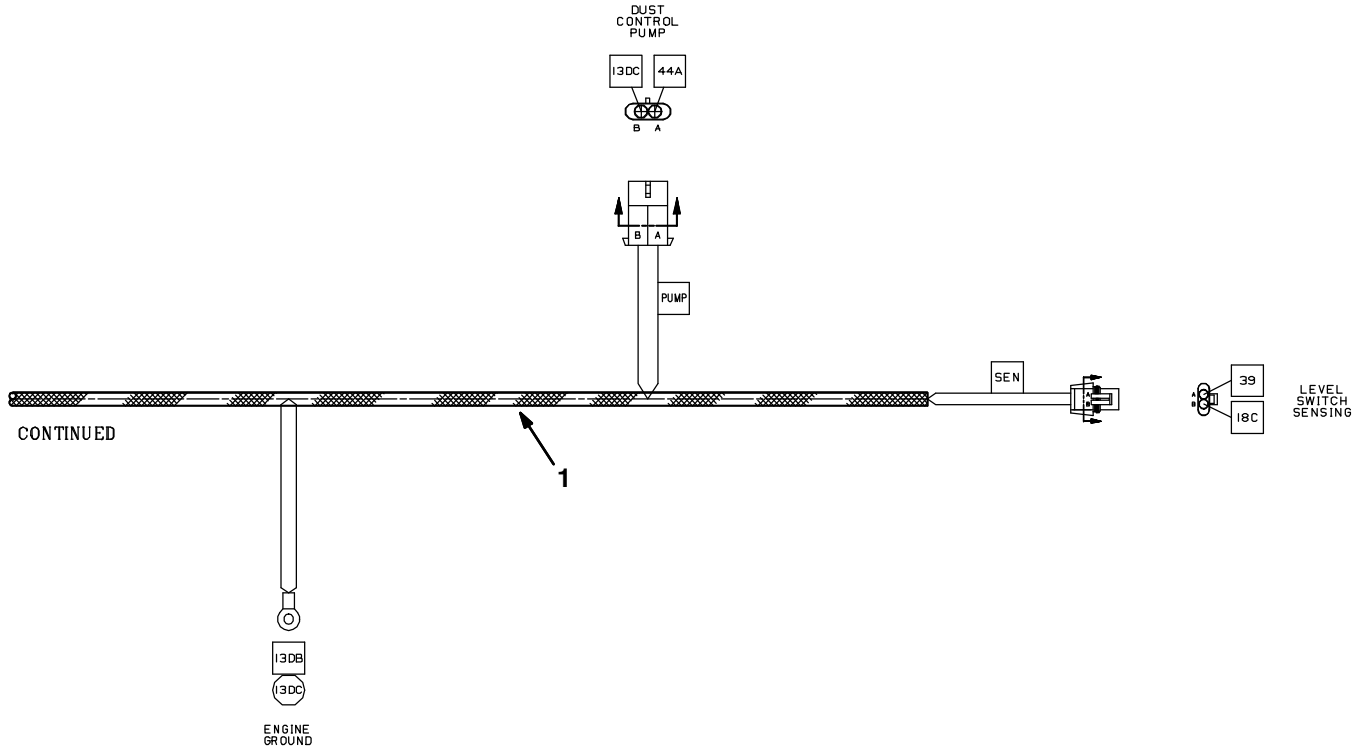 DUST
CONTROL
PUMP
13DC 44A
B A
B A
PUMP
SEN
A
B
A
B
39
18C
LEVEL
SWITCH
SENSING
CONTINUED
1
13DB
13DC
ENGINE
GROUND